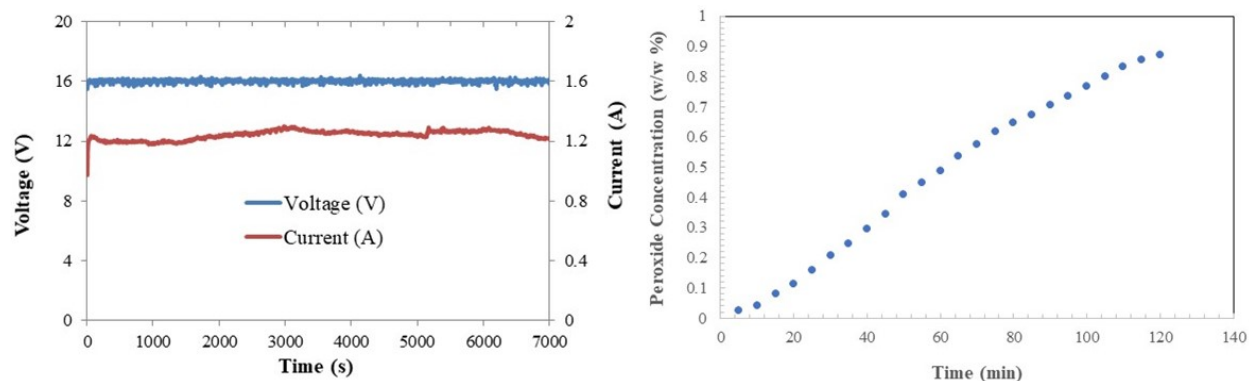 20
16
12
8
4
0
Voltage (V)
2
1.6
1.2
0.8
0.4
0
Current (A)
Voltage (V)
Current (A)
0 1000 2000 3000 4000 5000 6000 7000
Time (s)
1
0.9
0.8
0.7
0.6
0.5
0.4
0.3
0.2
0.1
0
Peroxide Concentration (w/w %)
0 20 40 60 80 100 120 140
Time (min)